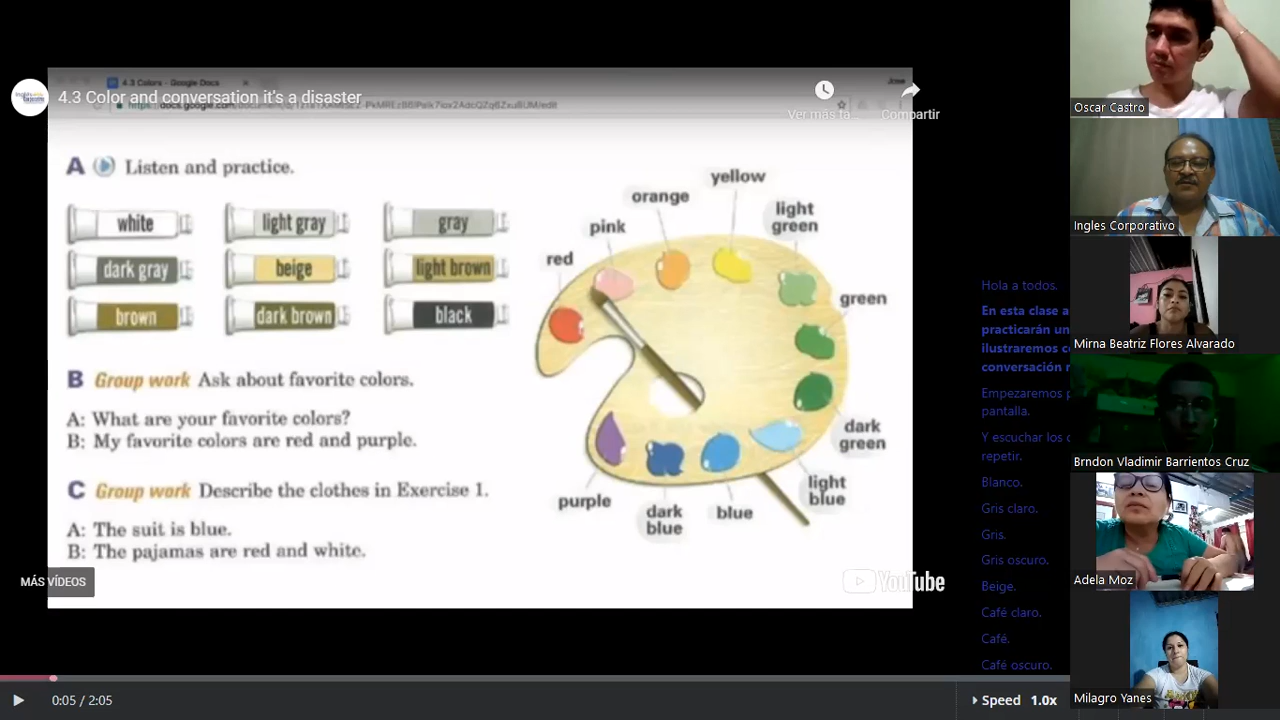 4.3 Colors - Google Docs
4.3 Color and conversation it's a disaster
Ver más ta...
Compartir
A Listen and practice.
white
light gray
gray
dark gray
beige
light brown
brown
dark brown
black
red
pink
orange
yellow
light
green
green
dark
green
light
blue
blue
dark
blue
purple
B Group work Ask about favorite colors.
A: What are your favorite colors?
B: My favorite colors are red and purple.
C Group work Describe the clothes in Exercise 1.
A: The suit is blue.
B: The pajamas are red and white.
MÁS VÍDEOS
YouTube
0:05 / 2:05
Speed 1.0x
Hola a todos.
En esta clase a
practicarán un
ilustraremos c
conversación
Empezaremos
pantalla.
Y escuchar los
repetir.
Blanco.
Gris claro.
Gris.
Gris oscuro.
Beige.
Café claro.
Café.
Café oscuro.
Oscar Castro
Ingles Corporativo
Mirna Beatriz Flores Alvarado
Brndon Vladimir Barrientos Cruz
Adela Moz
Milagro Yanes